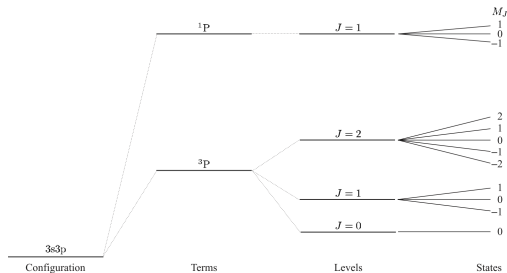 M_J
¹P
J = 1
1
0
−1
2
J = 2
1
0
−1
−2
³P
J = 1
1
0
−1
J = 0
0
3s3p
Configuration Terms Levels States